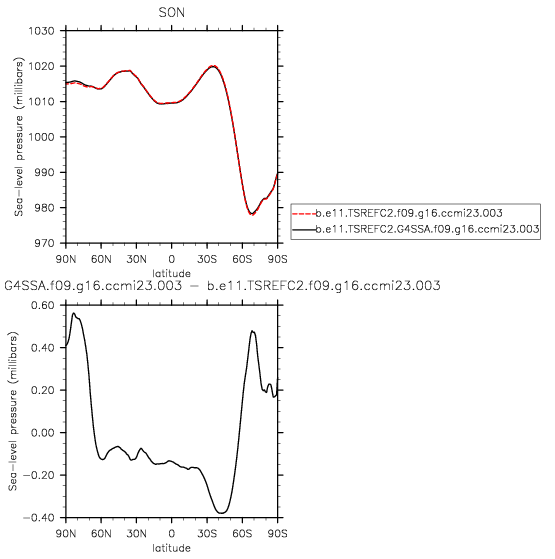 SON
Sea-level pressure (millibars)
1030
1020
1010
1000
990
980
970
90N 60N 30N 0 30S 60S 90S
latitude
b.e11.TSREFC2.f09.g16.ccmi23.003
b.e11.TSREFC2.G4SSA.f09.g16.ccmi23.003
G4SSA.f09.g16.ccmi23.003 - b.e11.TSREFC2.f09.g16.ccmi23.003
Sea-level pressure (millibars)
0.60
0.40
0.20
0.00
-0.20
-0.40
90N 60N 30N 0 30S 60S 90S
latitude